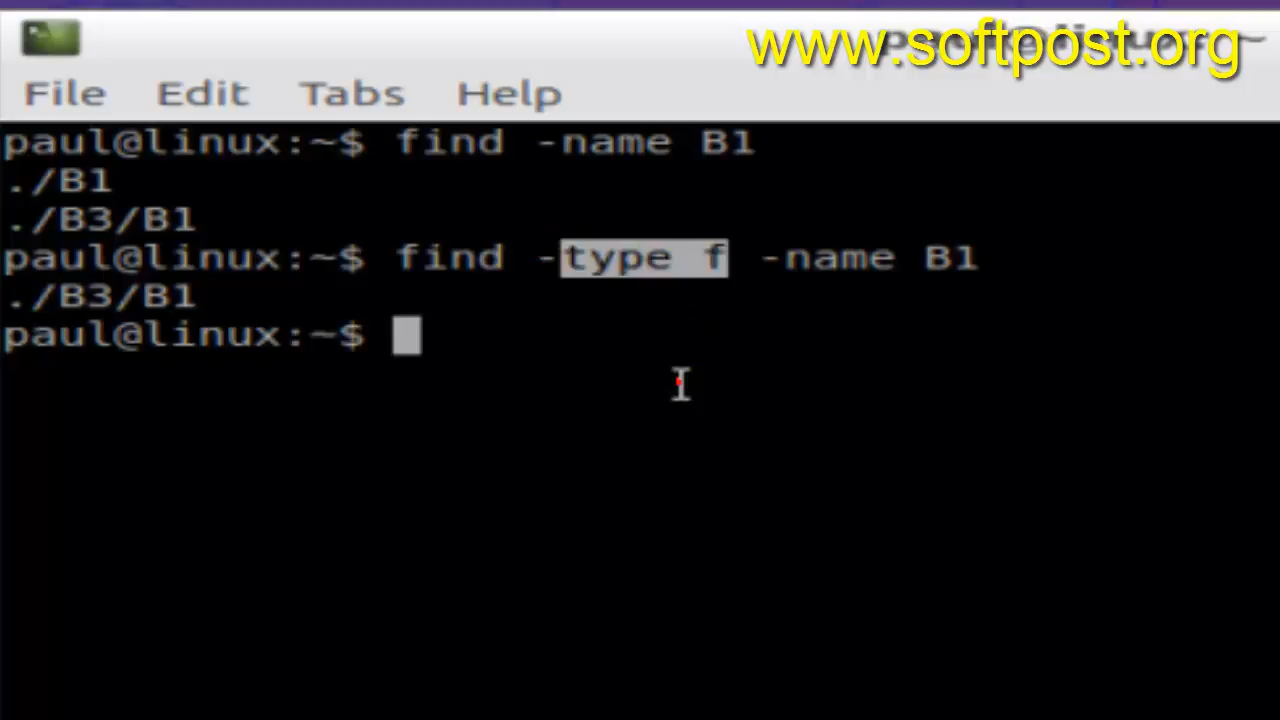 www.softpost.org
File Edit Tabs Help
paul@linux:~$ find -name B1
./B1
./B3/B1
paul@linux:~$ find -type f -name B1
./B3/B1
paul@linux:~$